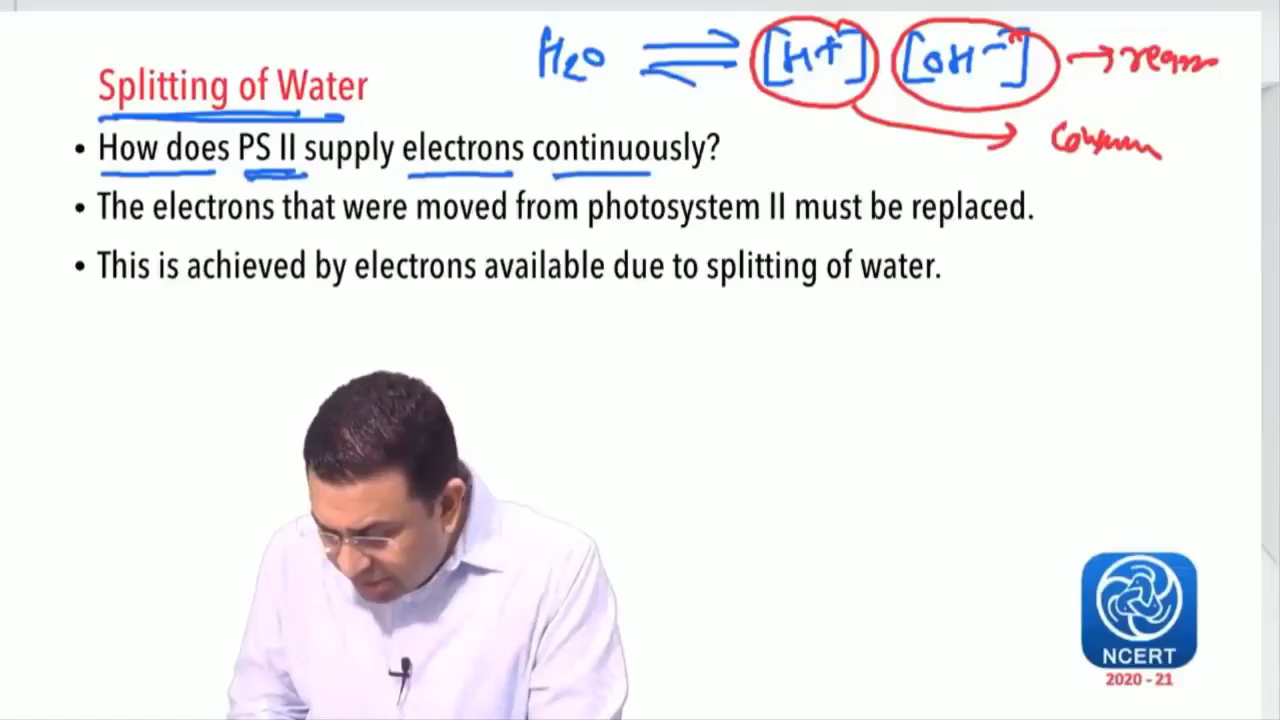 H2O ⇌ [H+] [OH-] →
Splitting of Water
• How does PS II supply electrons continuously?
• The electrons that were moved from photosystem II must be replaced.
• This is achieved by electrons available due to splitting of water.
NCERT
2020 - 21